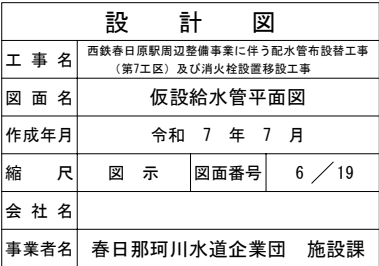 設計図
工事名 西鉄春日原駅周辺整備事業に伴う配水管布設替工事
（第7工区）及び消火栓設置移設工事
図面名 仮設給水管平面図
作成年月 令和 7 年 7 月
縮尺 図示 図面番号 6／19
会社名
事業者名 春日那珂川水道企業団 施設課